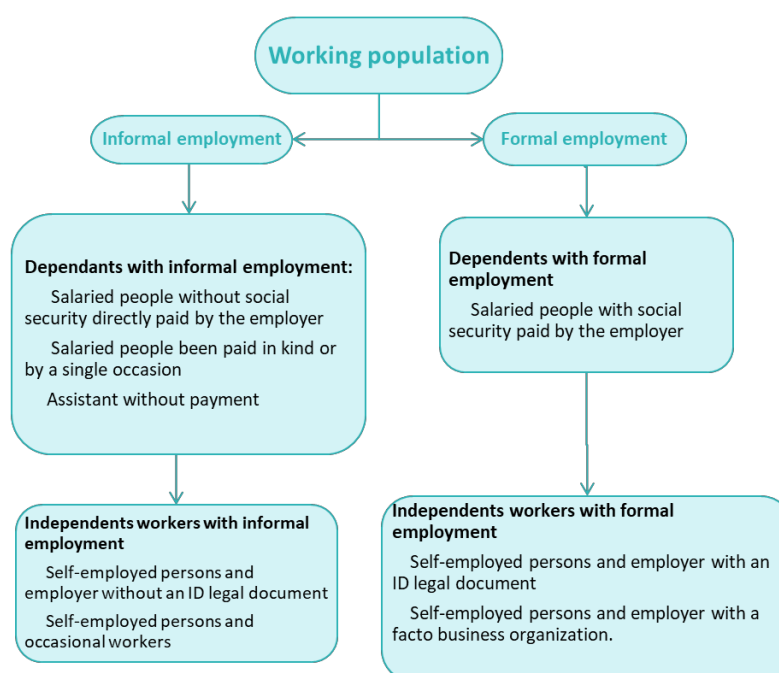 Working population
Informal employment
Formal employment
Dependants with informal employment:
Salaried people without social
security directly paid by the employer
Salaried people been paid in kind or
by a single occasion
Assistant without payment
Dependents with formal
employment
Salaried people with social
security paid by the employer
Independents workers with informal
employment
Self-employed persons and
employer without an ID legal document
Self-employed persons and
occasional workers
Independents workers with formal
employment
Self-employed persons and employer with an
ID legal document
Self-employed persons and employer with a
facto business organization.